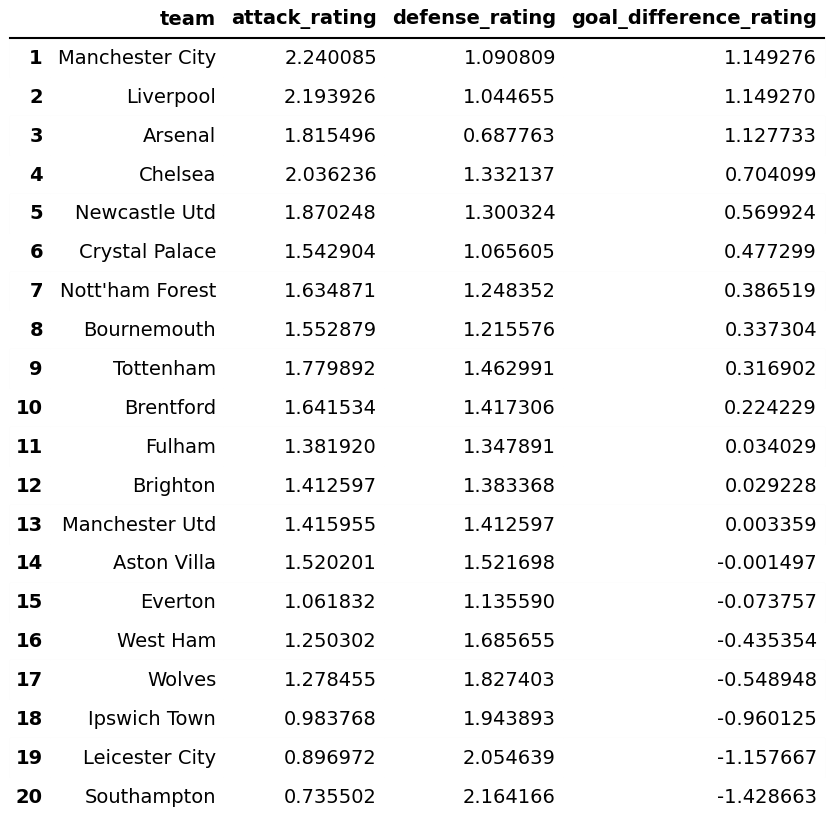 team attack_rating defense_rating goal_difference_rating
1 Manchester City 2.240085 1.090809 1.149276
2 Liverpool 2.193926 1.044655 1.149270
3 Arsenal 1.815496 0.687763 1.127733
4 Chelsea 2.036236 1.332137 0.704099
5 Newcastle Utd 1.870248 1.300324 0.569924
6 Crystal Palace 1.542904 1.065605 0.477299
7 Nott'ham Forest 1.634871 1.248352 0.386519
8 Bournemouth 1.552879 1.215576 0.337304
9 Tottenham 1.779892 1.462991 0.316902
10 Brentford 1.641534 1.417306 0.224229
11 Fulham 1.381920 1.347891 0.034029
12 Brighton 1.412597 1.383368 0.029228
13 Manchester Utd 1.415955 1.412597 0.003359
14 Aston Villa 1.520201 1.521698 -0.001497
15 Everton 1.061832 1.135590 -0.073757
16 West Ham 1.250302 1.685655 -0.435354
17 Wolves 1.278455 1.827403 -0.548948
18 Ipswich Town 0.983768 1.943893 -0.960125
19 Leicester City 0.896972 2.054639 -1.157667
20 Southampton 0.735502 2.164166 -1.428663